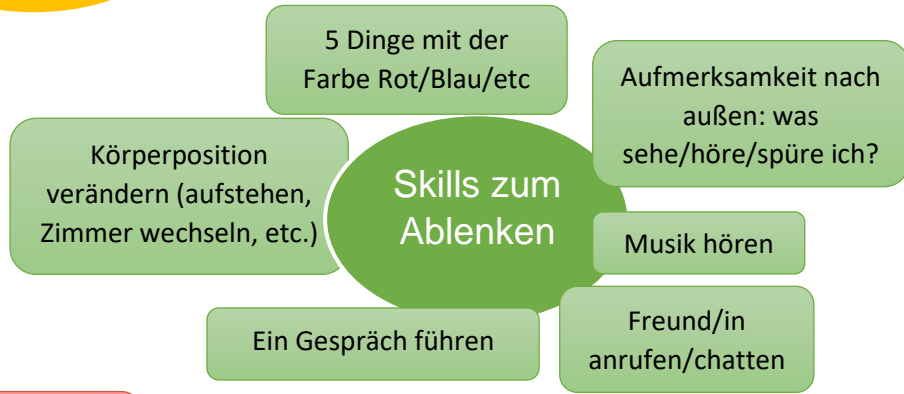 5 Dinge mit der
Farbe Rot/Blau/etc
Aufmerksamkeit nach
außen: was
sehe/höre/spüre ich?
Körperposition
verändern (aufstehen,
Zimmer wechseln, etc.)
Skills zum
Ablenken
Musik hören
Ein Gespräch führen
Freund/in
anrufen/chatten